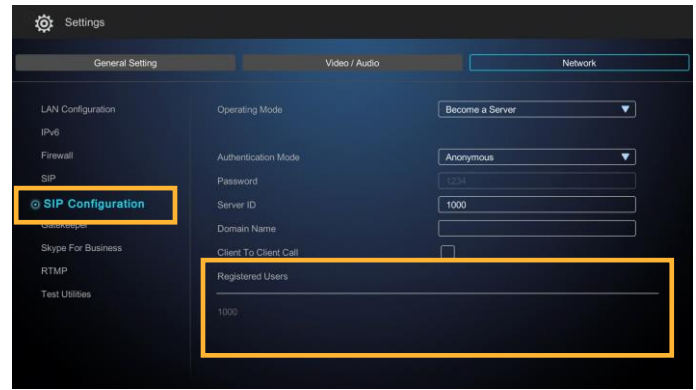 Settings
General Setting
Video / Audio
Network
LAN Configuration
IPv6
Firewall
SIP
SIP Configuration
Gatekeeper
Skype For Business
RTMP
Test Utilities
Operating Mode
Become a Server
Authentication Mode
Anonymous
Password
1234
Server ID
1000
Domain Name
Client To Client Call
Registered Users
1000